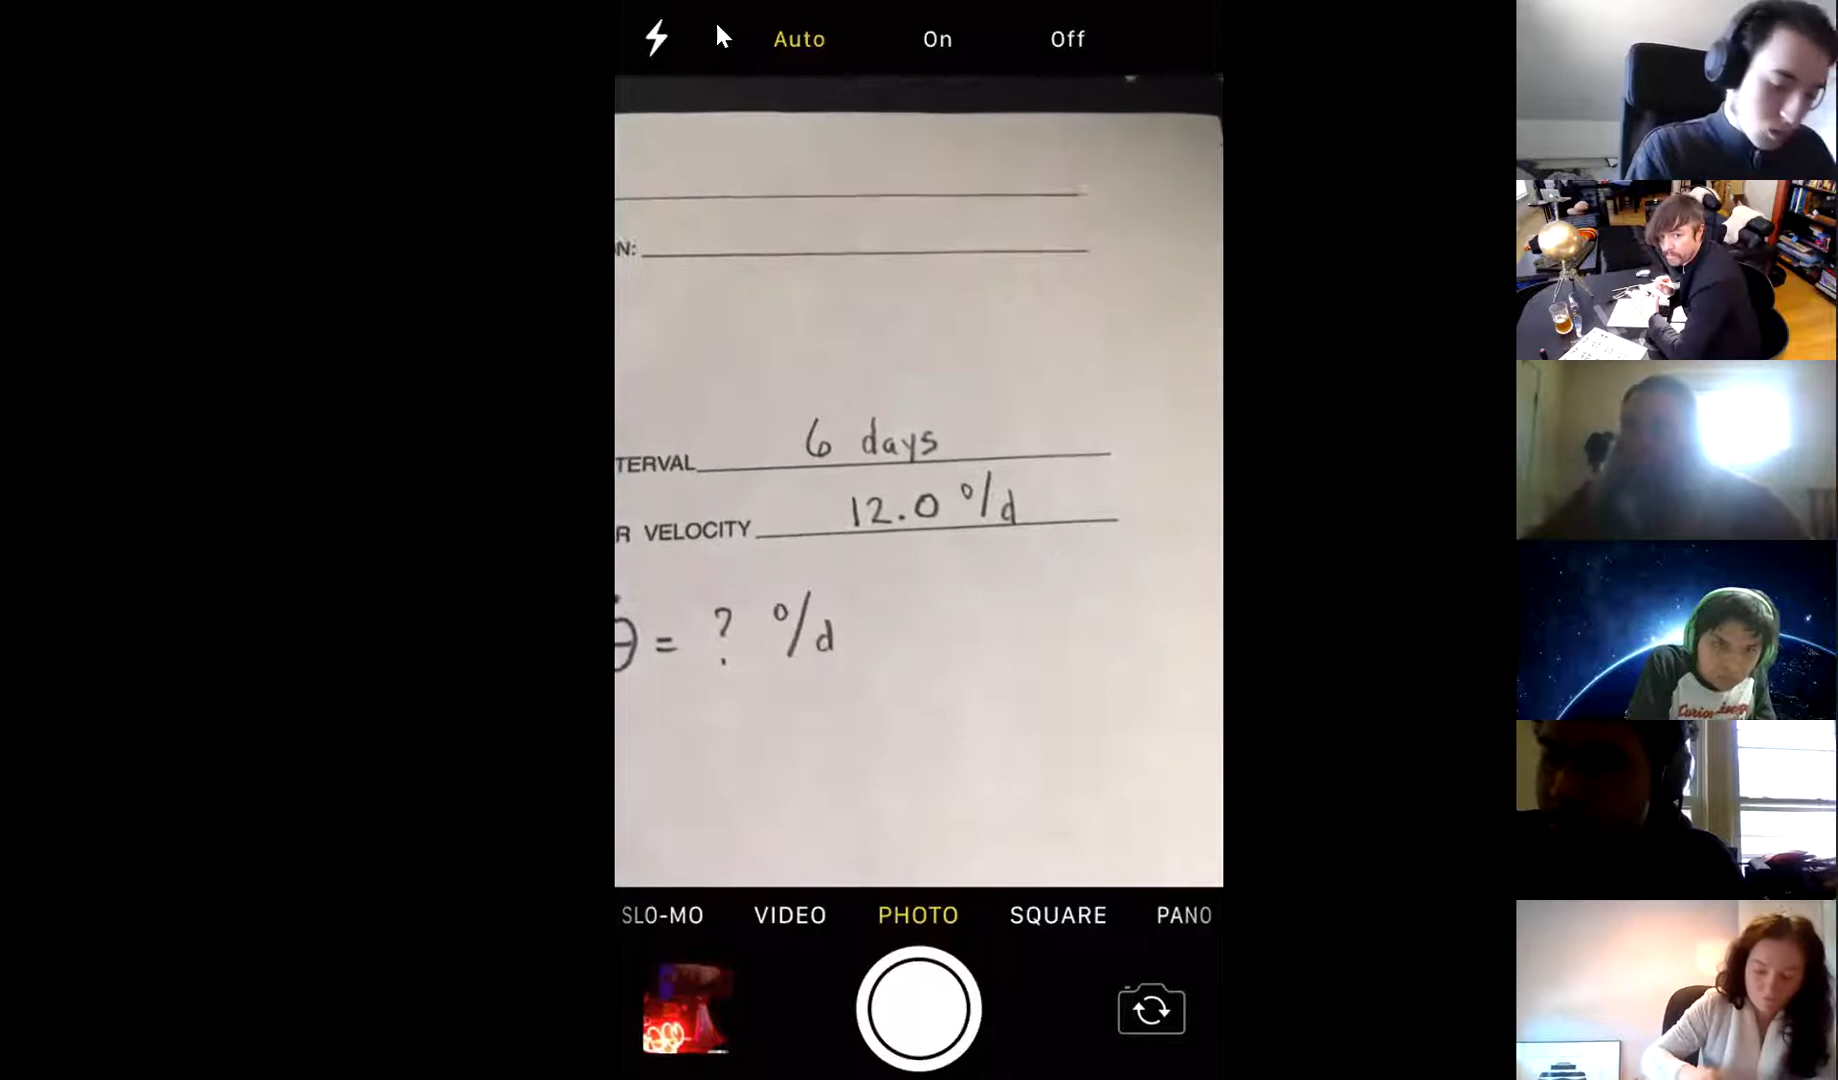 Auto On Off
N:
TERVAL 6 days
R VELOCITY 12.0 °/d
θ̇ = ? °/d
SLO-MO VIDEO PHOTO SQUARE PANO